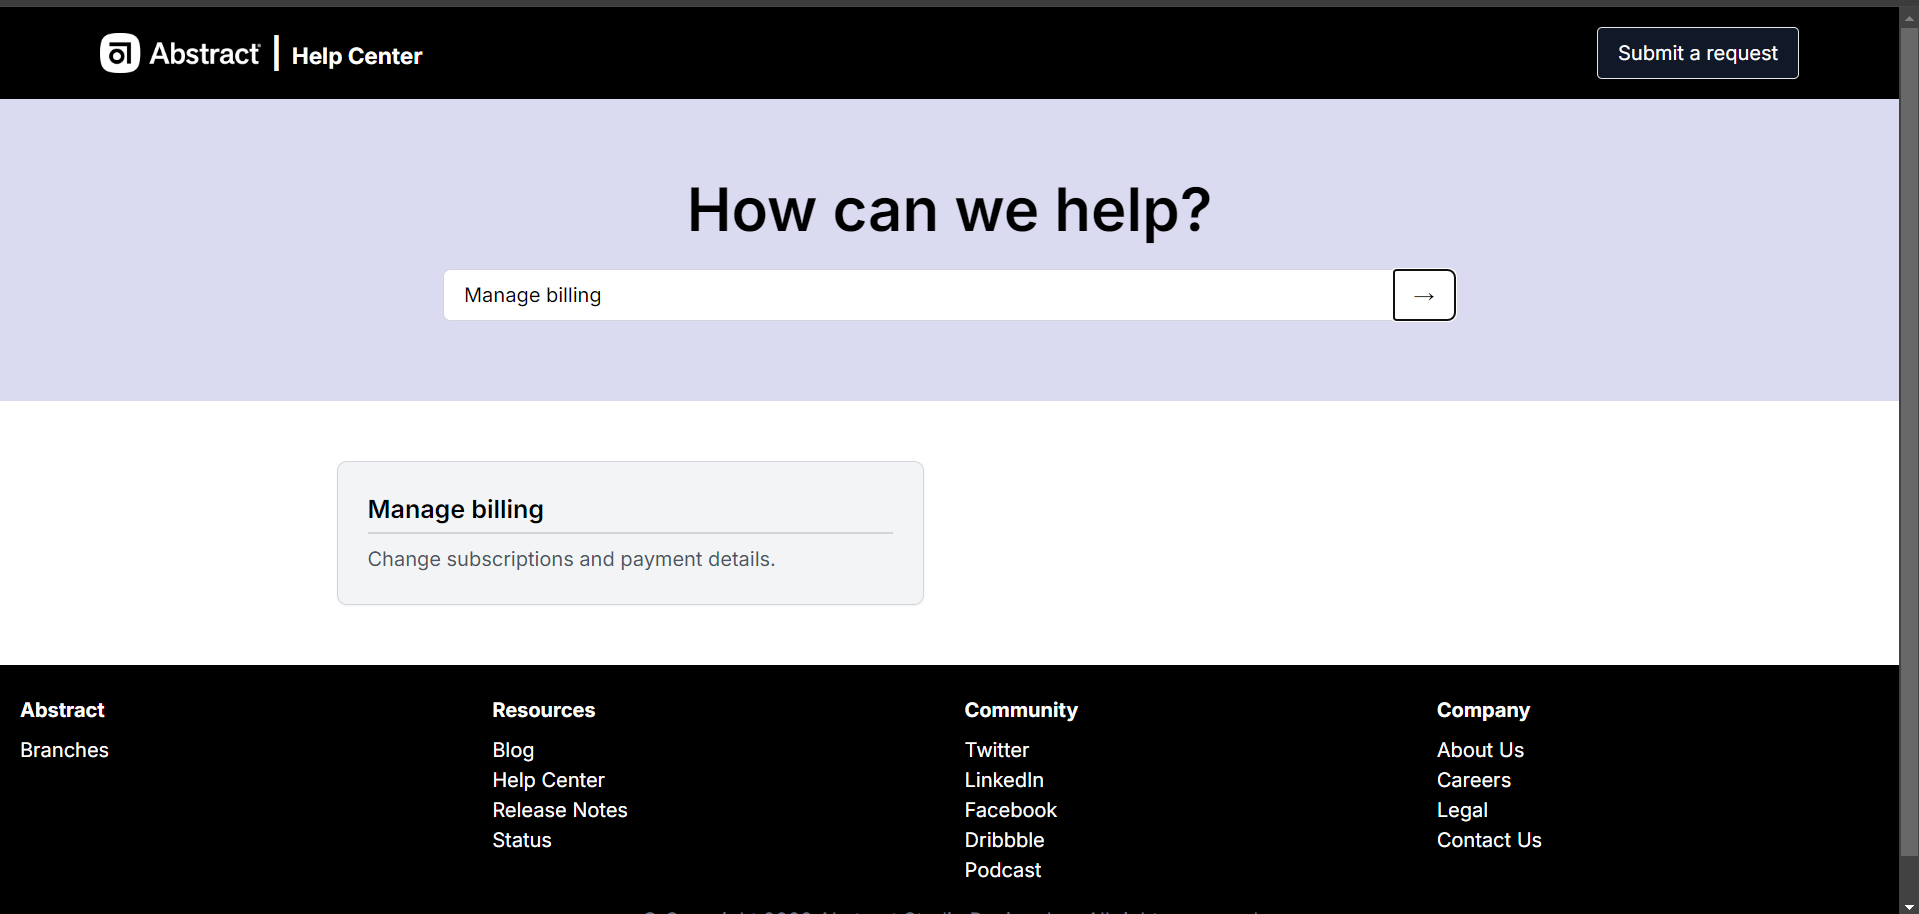 Abstract
Help Center
Submit a request
How can we help?
Manage billing
→
Manage billing
Change subscriptions and payment details.
Abstract
Branches
Resources
Blog
Help Center
Release Notes
Status
Community
Twitter
LinkedIn
Facebook
Dribbble
Podcast
Company
About Us
Careers
Legal
Contact Us